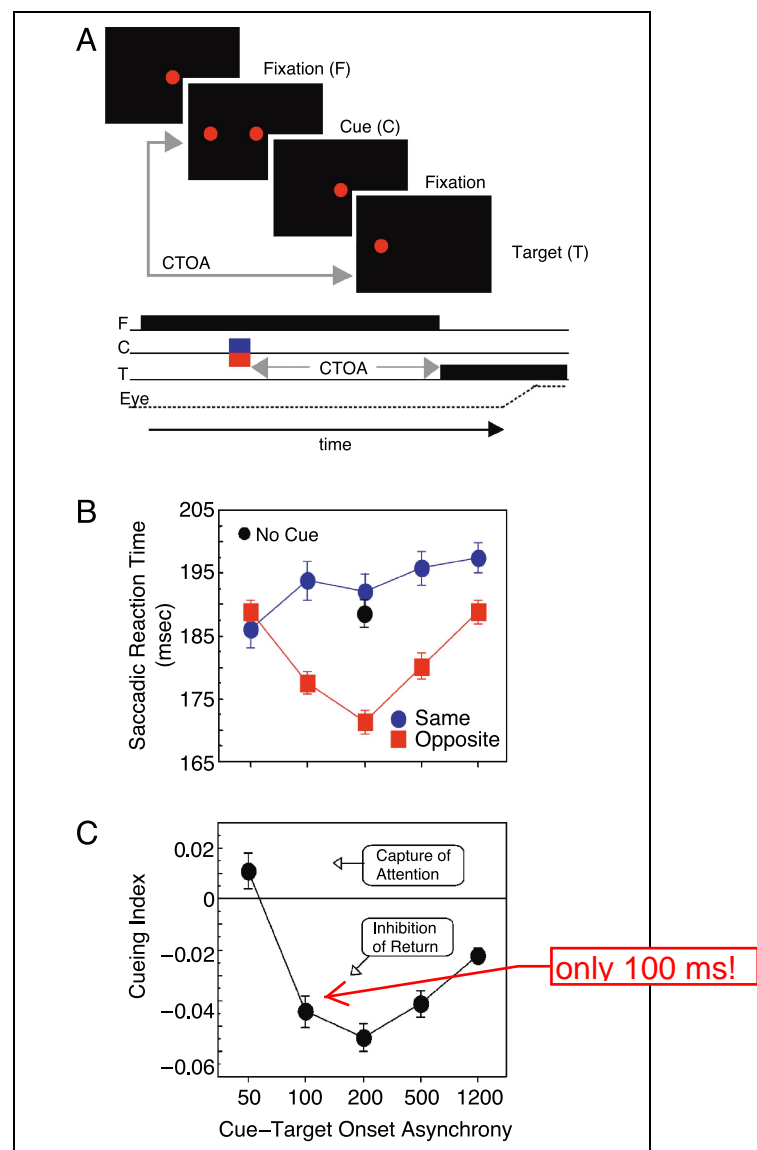 A
Fixation (F)
Cue (C)
Fixation
Target (T)
CTOA
F
C
CTOA
T
Eye
time
B
Saccadic Reaction Time
(msec)
205
195
185
175
165
No Cue
Same
Opposite
C
Cueing Index
0.02
0
−0.02
−0.04
−0.06
Capture of
Attention
Inhibition
of Return
only 100 ms!
50 100 200 500 1200
Cue−Target Onset Asynchrony